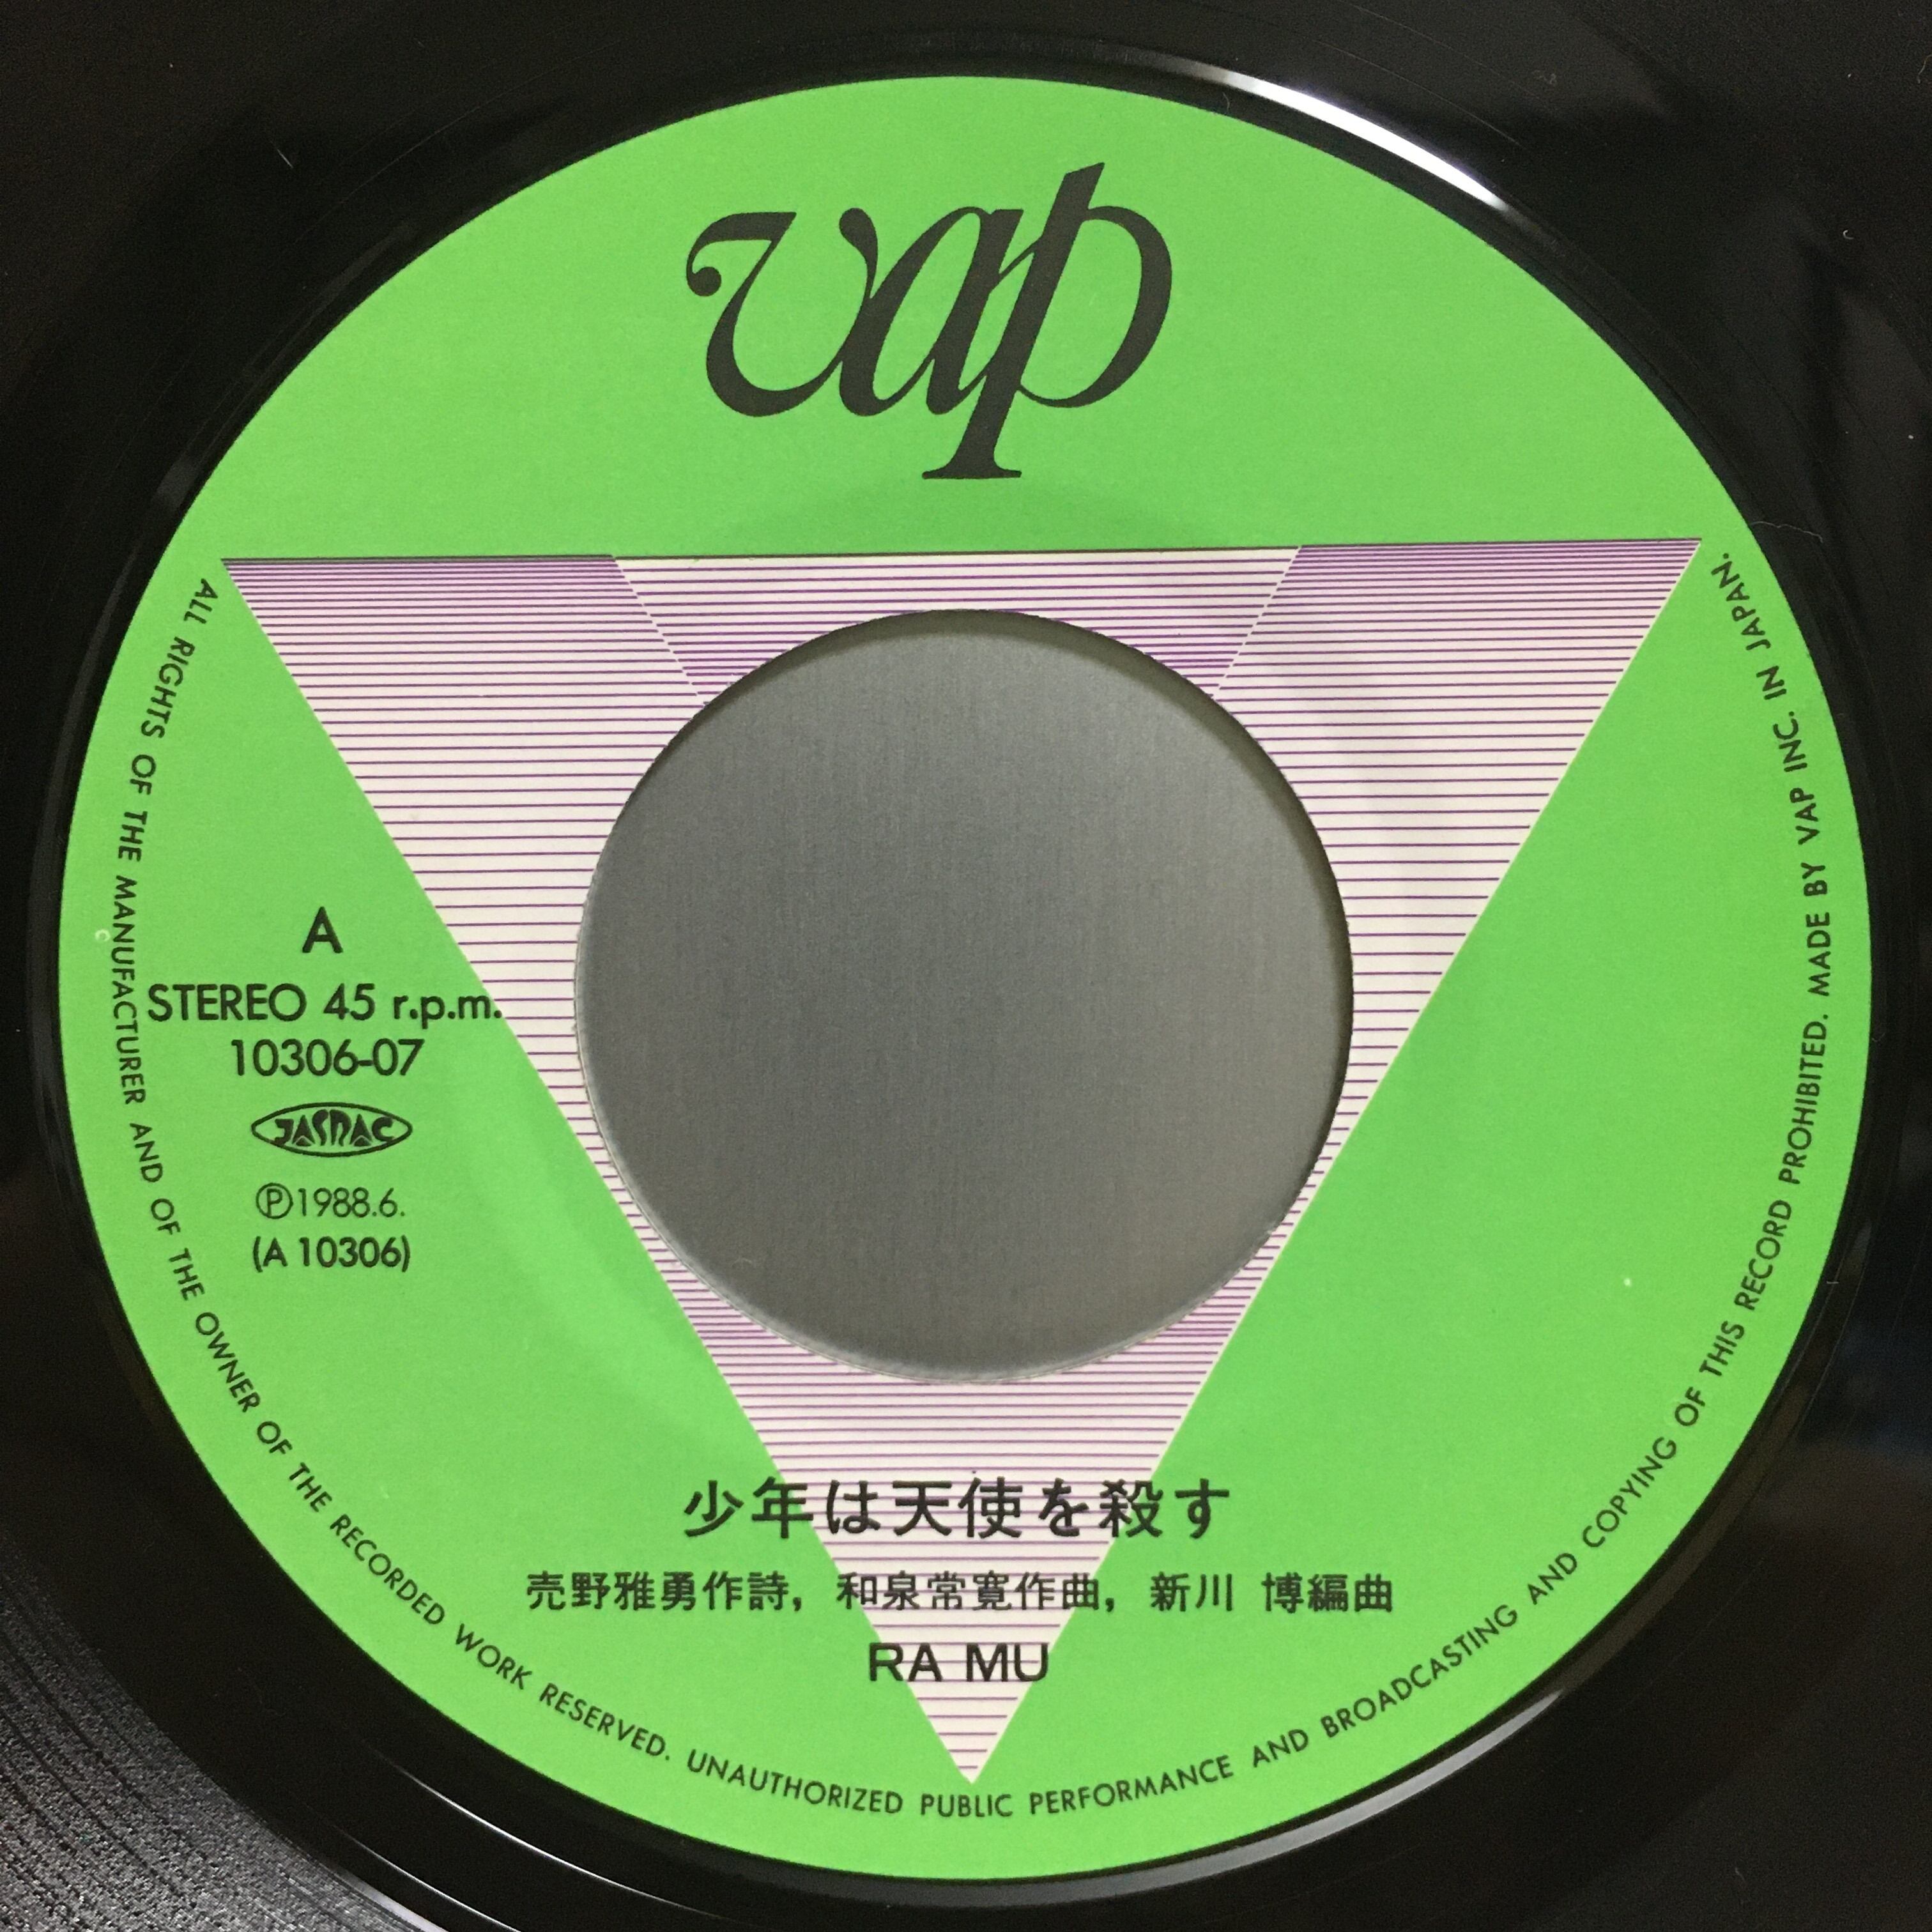 vap
A
STEREO 45 r.p.m.
10306-07
JASRAC
Ⓟ1988.6.
(A 10306)
少年は天使を殺す
売野雅勇作詩, 和泉常寛作曲, 新川 博編曲
RA MU
ALL RIGHTS OF THE MANUFACTURER AND OF THE OWNER OF THE RECORDED WORK RESERVED. UNAUTHORIZED PUBLIC PERFORMANCE AND BROADCASTING AND COPYING OF THIS RECORD PROHIBITED. MADE BY VAP INC. IN JAPAN.